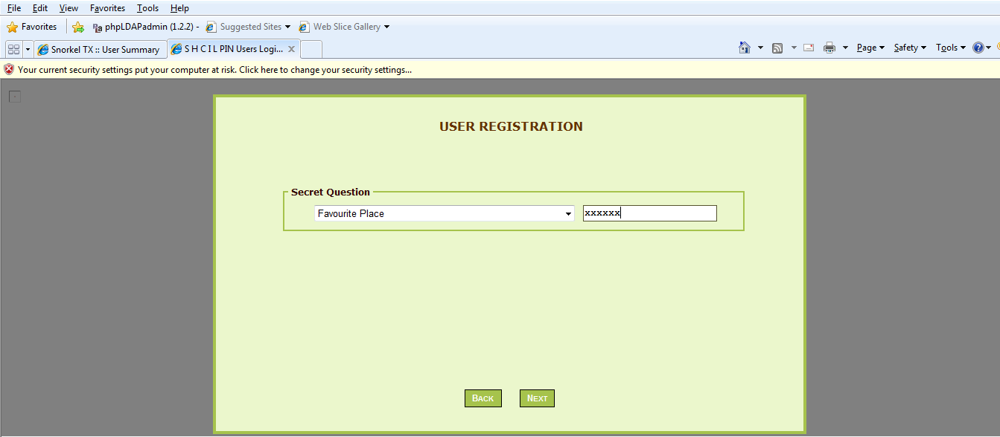 File Edit View Favorites Tools Help
Favorites phpLDAPadmin (1.2.2) - Suggested Sites Web Slice Gallery
Snorkel TX :: User Summary S H C I L PIN Users Logi... Page Safety Tools
Your current security settings put your computer at risk. Click here to change your security settings...
USER REGISTRATION
Secret Question
Favourite Place xxxxxx
BACK NEXT